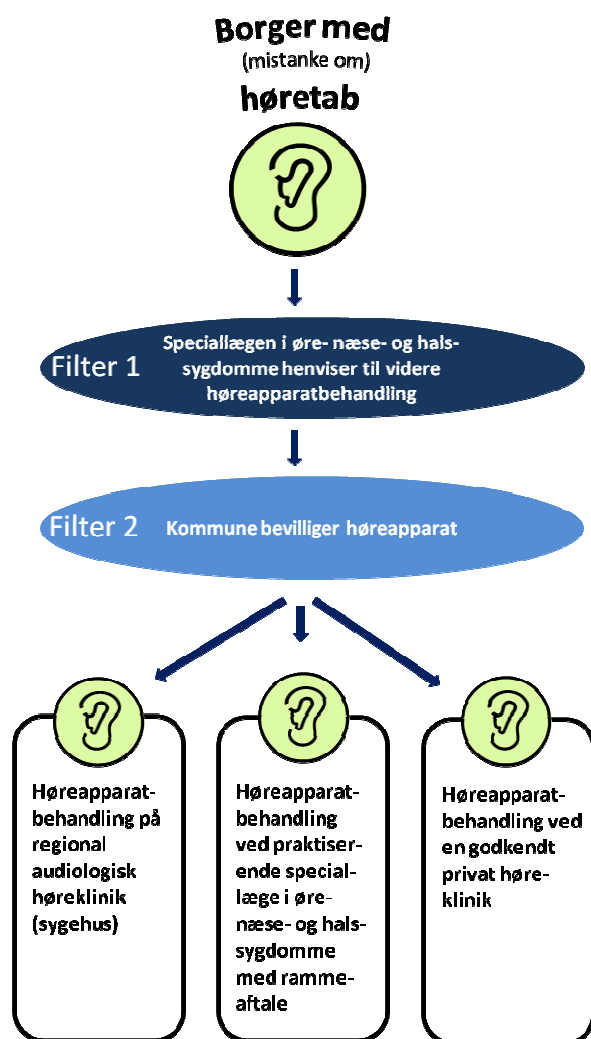 Borger med
(mistanke om)
høretab
Filter 1
Speciallægen i øre- næse- og hals-
sygdomme henviser til videre
høreapparatbehandling
Filter 2
Kommune bevilliger høreapparat
Høreapparat-
behandling på
regional
audiologisk
høreklinik
(sygehus)
Høreapparat-
behandling
ved praktiser-
ende special-
læge i øre-
næse- og hals-
sygdomme
med ramme-
aftale
Høreapparat-
behandling ved
en godkendt
privat høre-
klinik